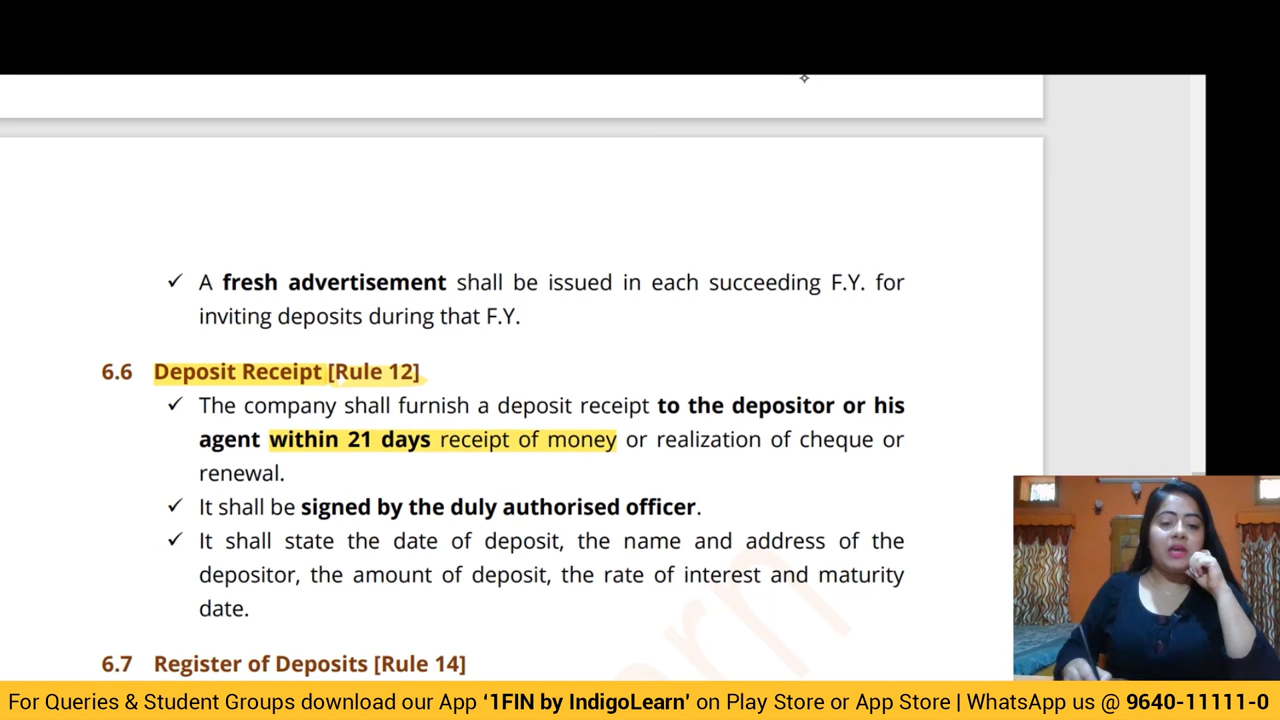 ✓ A fresh advertisement shall be issued in each succeeding F.Y. for
inviting deposits during that F.Y.
6.6 Deposit Receipt [Rule 12]
✓ The company shall furnish a deposit receipt to the depositor or his
agent within 21 days receipt of money or realization of cheque or
renewal.
✓ It shall be signed by the duly authorised officer.
✓ It shall state the date of deposit, the name and address of the
depositor, the amount of deposit, the rate of interest and maturity
date.
6.7 Register of Deposits [Rule 14]
For Queries & Student Groups download our App ‘1FIN by IndigoLearn’ on Play Store or App Store | WhatsApp us @ 9640-11111-0